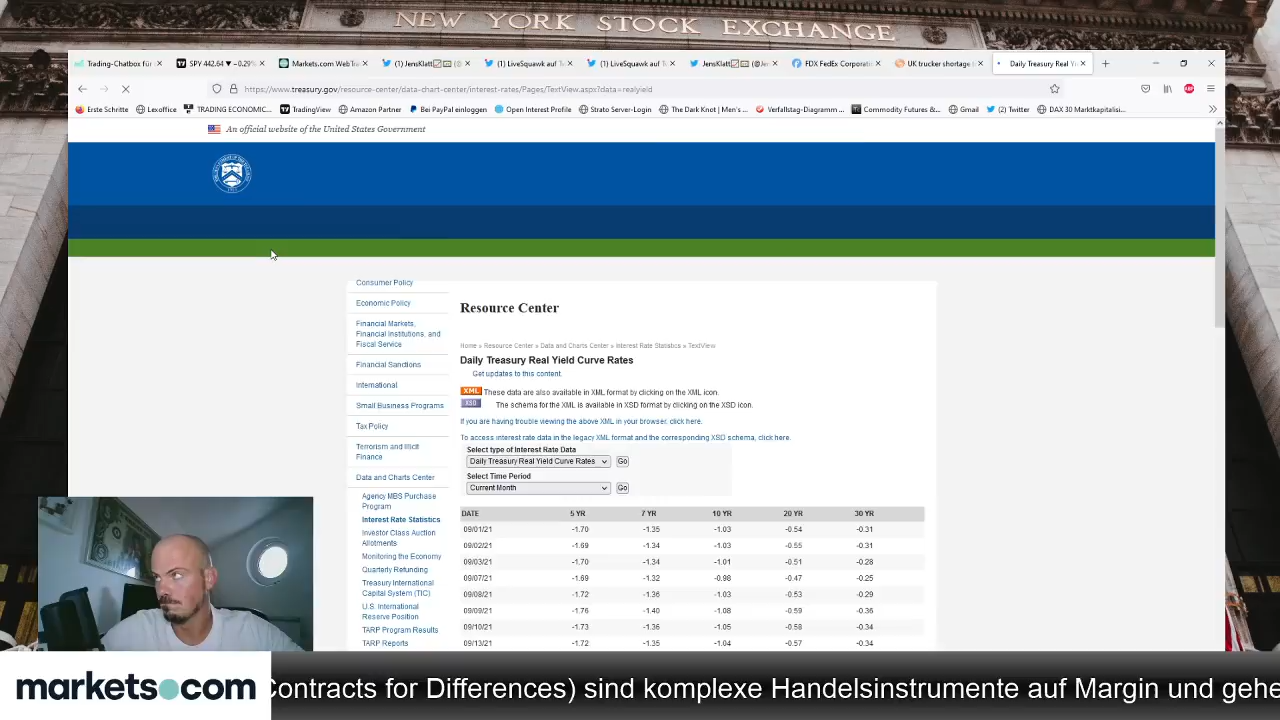 NEW YORK STOCK EXCHANGE
Trading-Chatbox für
SPY 442.64 ▼ −0.29%
Markets.com WebTra
(1) JensKlatt
(1) LiveSquawk auf T
(1) LiveSquawk auf T
JensKlatt
FDX FedEx Corporati
UK trucker shortage
Daily Treasury Real Y
https://www.treasury.gov/resource-center/data-chart-center/interest-rates/Pages/TextView.aspx?data=realyield
Erste Schritte
Lexoffice
TRADING ECONOMIC...
TradingView
Amazon Partner
Bei PayPal einloggen
Open Interest Profile
Strato Server-Login
The Dark Knot | Men's ...
Verfallstag-Diagramm ...
Commodity Futures &...
Gmail
(2) Twitter
DAX 30 Marktkapitali...
An official website of the United States Government
Consumer Policy
Economic Policy
Financial Markets,
Financial Institutions, and
Fiscal Service
Financial Sanctions
International
Small Business Programs
Tax Policy
Terrorism and Illicit
Finance
Data and Charts Center
Agency MBS Purchase
Program
Interest Rate Statistics
Investor Class Auction
Allotments
Monitoring the Economy
Quarterly Refunding
Treasury International
Capital System (TIC)
U.S. International
Reserve Position
TARP Program Results
TARP Reports
Resource Center
Home » Resource Center » Data and Charts Center » Interest Rate Statistics » TextView
Daily Treasury Real Yield Curve Rates
Get updates to this content.
XML These data are also available in XML format by clicking on the XML icon.
XSD The schema for the XML is available in XSD format by clicking on the XSD icon.
If you are having trouble viewing the above XML in your browser, click here.
To access interest rate data in the legacy XML format and the corresponding XSD schema, click here.
Select type of Interest Rate Data
Daily Treasury Real Yield Curve Rates Go
Select Time Period
Current Month Go
DATE 5 YR 7 YR 10 YR 20 YR 30 YR
09/01/21 -1.70 -1.35 -1.03 -0.54 -0.31
09/02/21 -1.69 -1.34 -1.03 -0.55 -0.31
09/03/21 -1.70 -1.34 -1.01 -0.51 -0.28
09/07/21 -1.69 -1.32 -0.98 -0.47 -0.25
09/08/21 -1.72 -1.36 -1.03 -0.53 -0.29
09/09/21 -1.76 -1.40 -1.08 -0.59 -0.36
09/10/21 -1.73 -1.36 -1.05 -0.58 -0.34
09/13/21 -1.72 -1.35 -1.04 -0.57 -0.34
markets.com
Contracts for Differences) sind komplexe Handelsinstrumente auf Margin und gehe